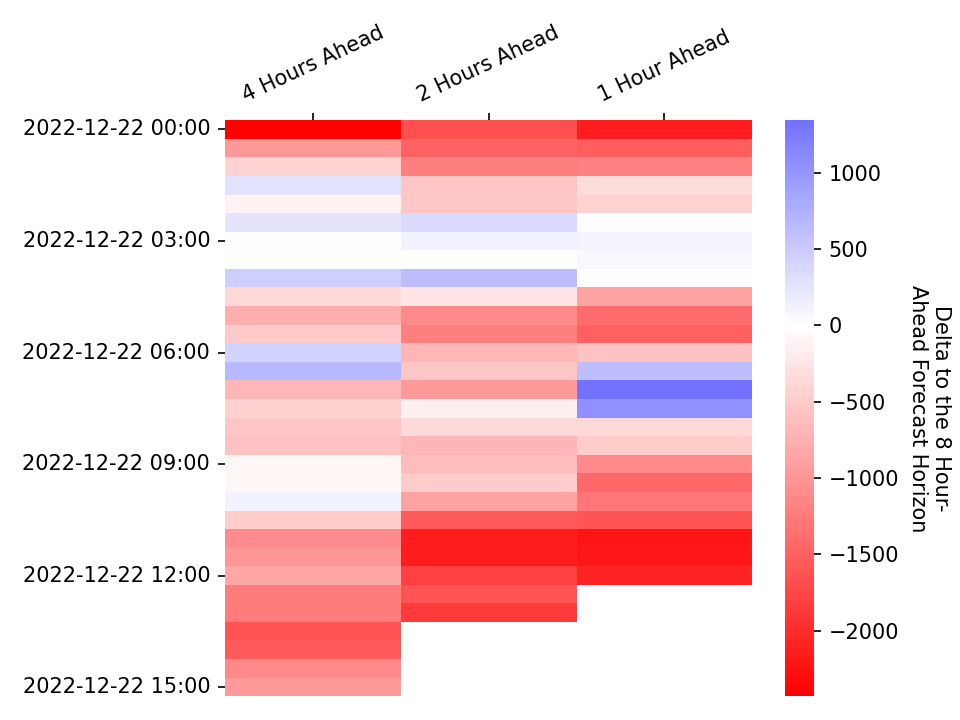 4 Hours Ahead
2 Hours Ahead
1 Hour Ahead
2022-12-22 00:00
2022-12-22 03:00
2022-12-22 06:00
2022-12-22 09:00
2022-12-22 12:00
2022-12-22 15:00
1000
500
0
−500
−1000
−1500
−2000
Delta to the 8 Hour-
Ahead Forecast Horizon